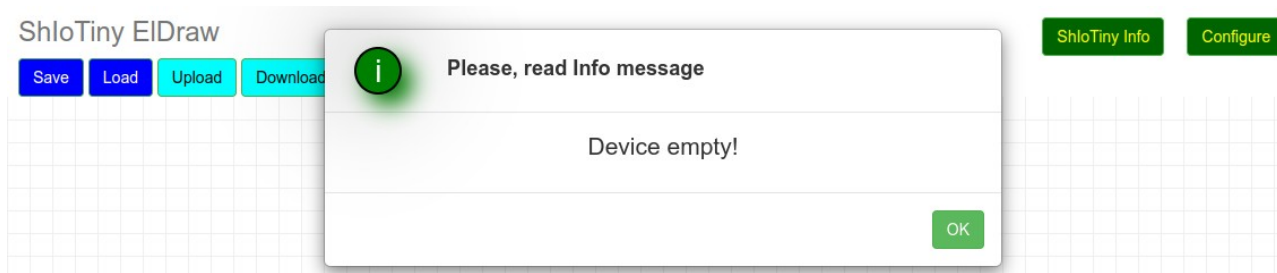 ShIoTiny ElDraw
Save Load Upload Download
ShIoTiny Info Configure
i Please, read Info message
Device empty!
OK